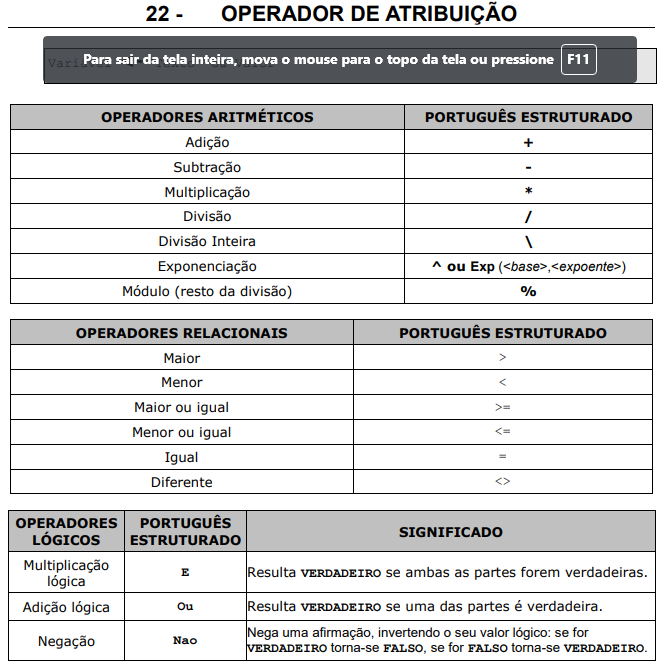 22 - OPERADOR DE ATRIBUIÇÃO
Para sair da tela inteira, mova o mouse para o topo da tela ou pressione F11
OPERADORES ARITMÉTICOS PORTUGUÊS ESTRUTURADO
Adição +
Subtração -
Multiplicação *
Divisão /
Divisão Inteira \
Exponenciação ^ ou Exp (<base>,<expoente>)
Módulo (resto da divisão) %
OPERADORES RELACIONAIS PORTUGUÊS ESTRUTURADO
Maior >
Menor <
Maior ou igual >=
Menor ou igual <=
Igual =
Diferente <>
OPERADORES LÓGICOS PORTUGUÊS ESTRUTURADO SIGNIFICADO
Multiplicação lógica E Resulta VERDADEIRO se ambas as partes forem verdadeiras.
Adição lógica Ou Resulta VERDADEIRO se uma das partes é verdadeira.
Negação Nao Nega uma afirmação, invertendo o seu valor lógico: se for
VERDADEIRO torna-se FALSO, se for FALSO torna-se VERDADEIRO.